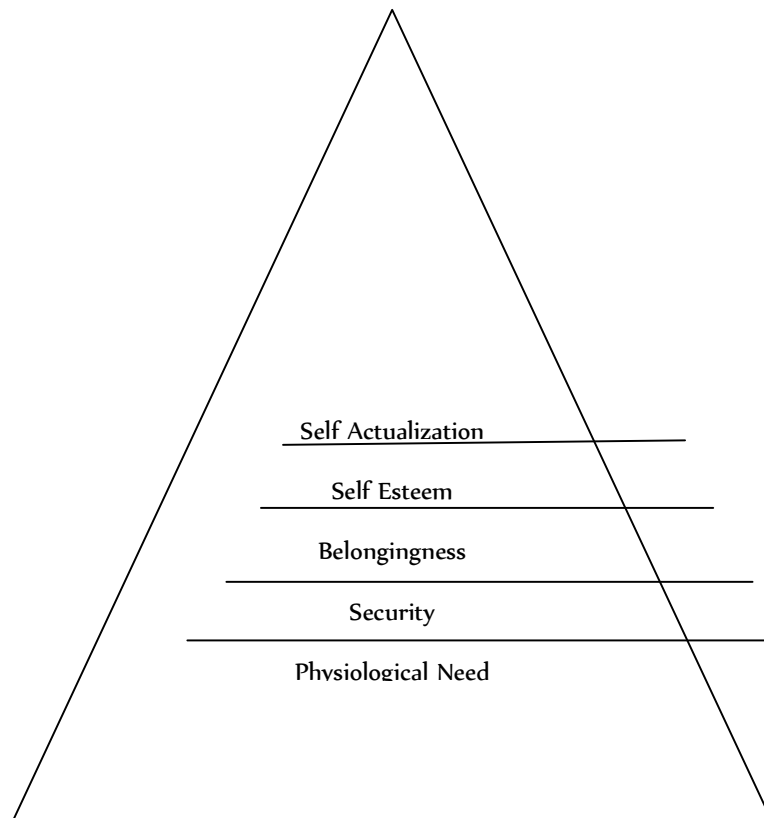 Self Actualization
Self Esteem
Belongingness
Security
Physiological Need